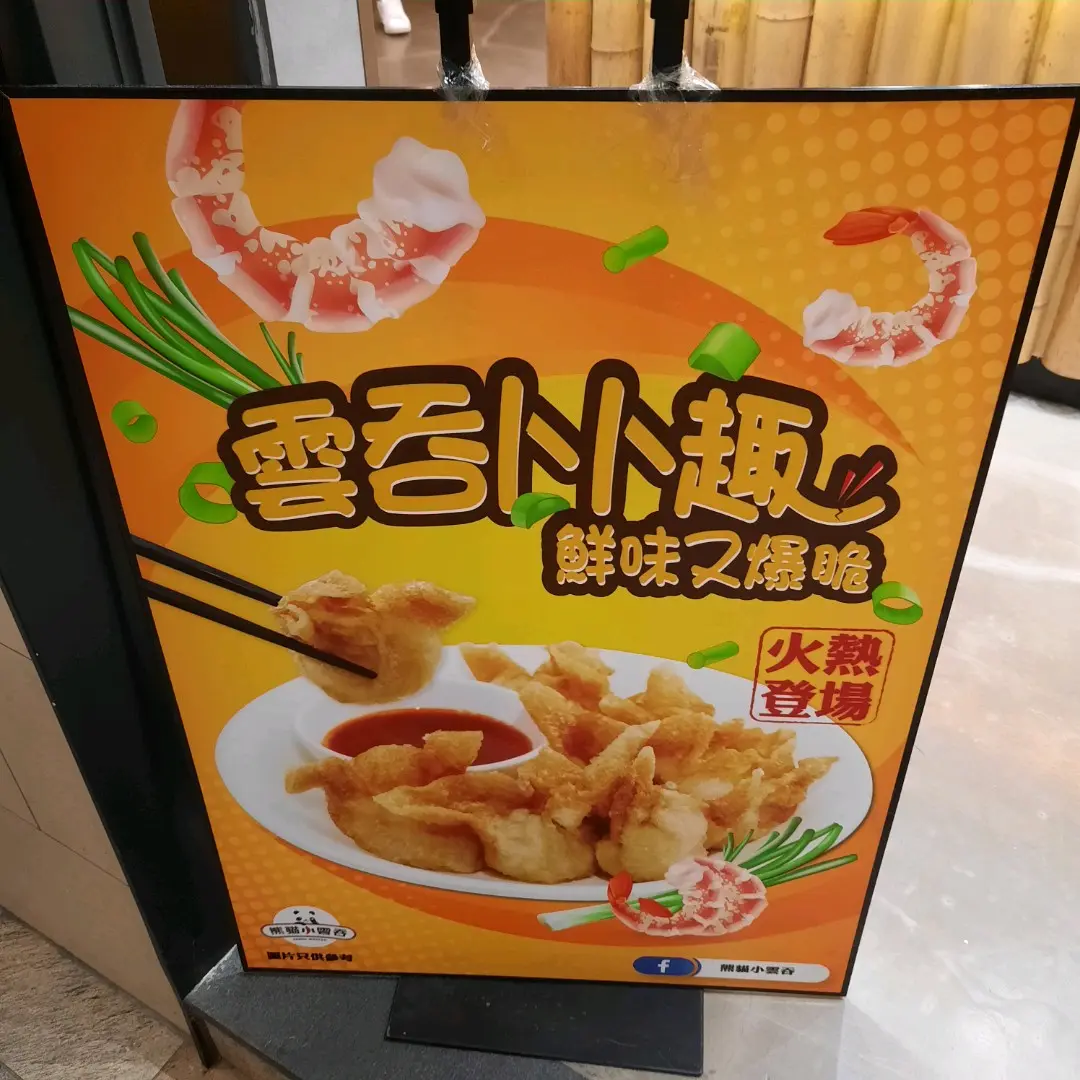 雲吞卜卜趣
鮮味又爆脆
火熱
登場
熊貓小雲吞
圖片只供參考
f 熊貓小雲吞